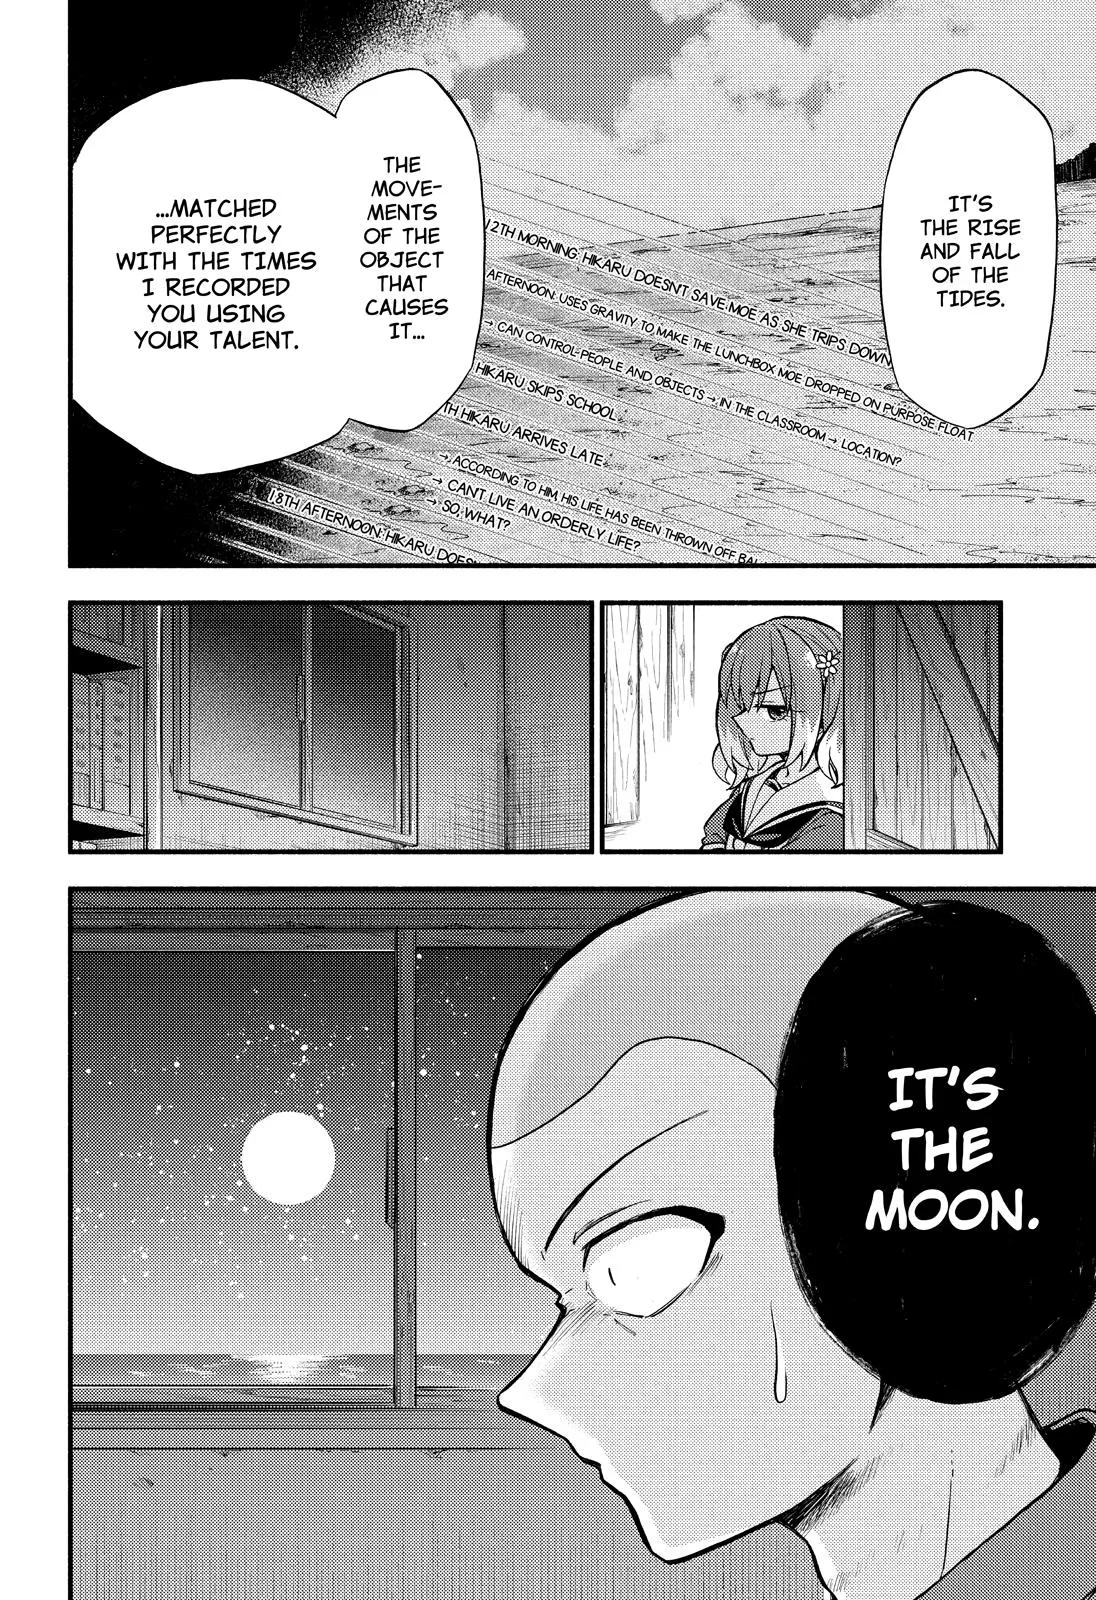 IT'S
THE RISE
AND FALL
OF THE
TIDES.
THE
MOVE-
MENTS
OF THE
OBJECT
THAT
CAUSES
IT...
...MATCHED
PERFECTLY
WITH THE TIMES
I RECORDED
YOU USING
YOUR TALENT.
12TH MORNING: HIKARU DOESN'T SAVE MOE AS SHE TRIPS DOWN
AFTERNOON: USES GRAVITY TO MAKE THE LUNCHBOX MOE DROPPED ON PURPOSE FLOAT
→ CAN CONTROL PEOPLE AND OBJECTS → IN THE CLASSROOM → LOCATION?
HIKARU SKIPS SCHOOL
TH HIKARU ARRIVES LATE
→ ACCORDING TO HIM, HIS LIFE HAS BEEN THROWN OFF
→ CAN'T LIVE AN ORDERLY LIFE?
→ SO, WHAT?
18TH AFTERNOON: HIKARU
IT'S
THE
MOON.